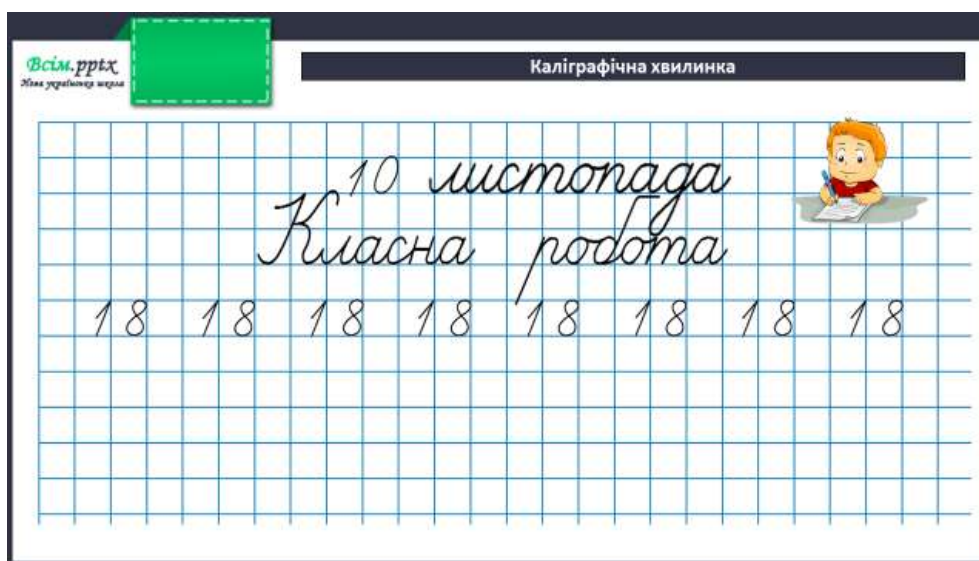 Всім.pptx
Нова українська школа
Каліграфічна хвилинка
10 листопада
Класна робота
18 18 18 18 18 18 18 18